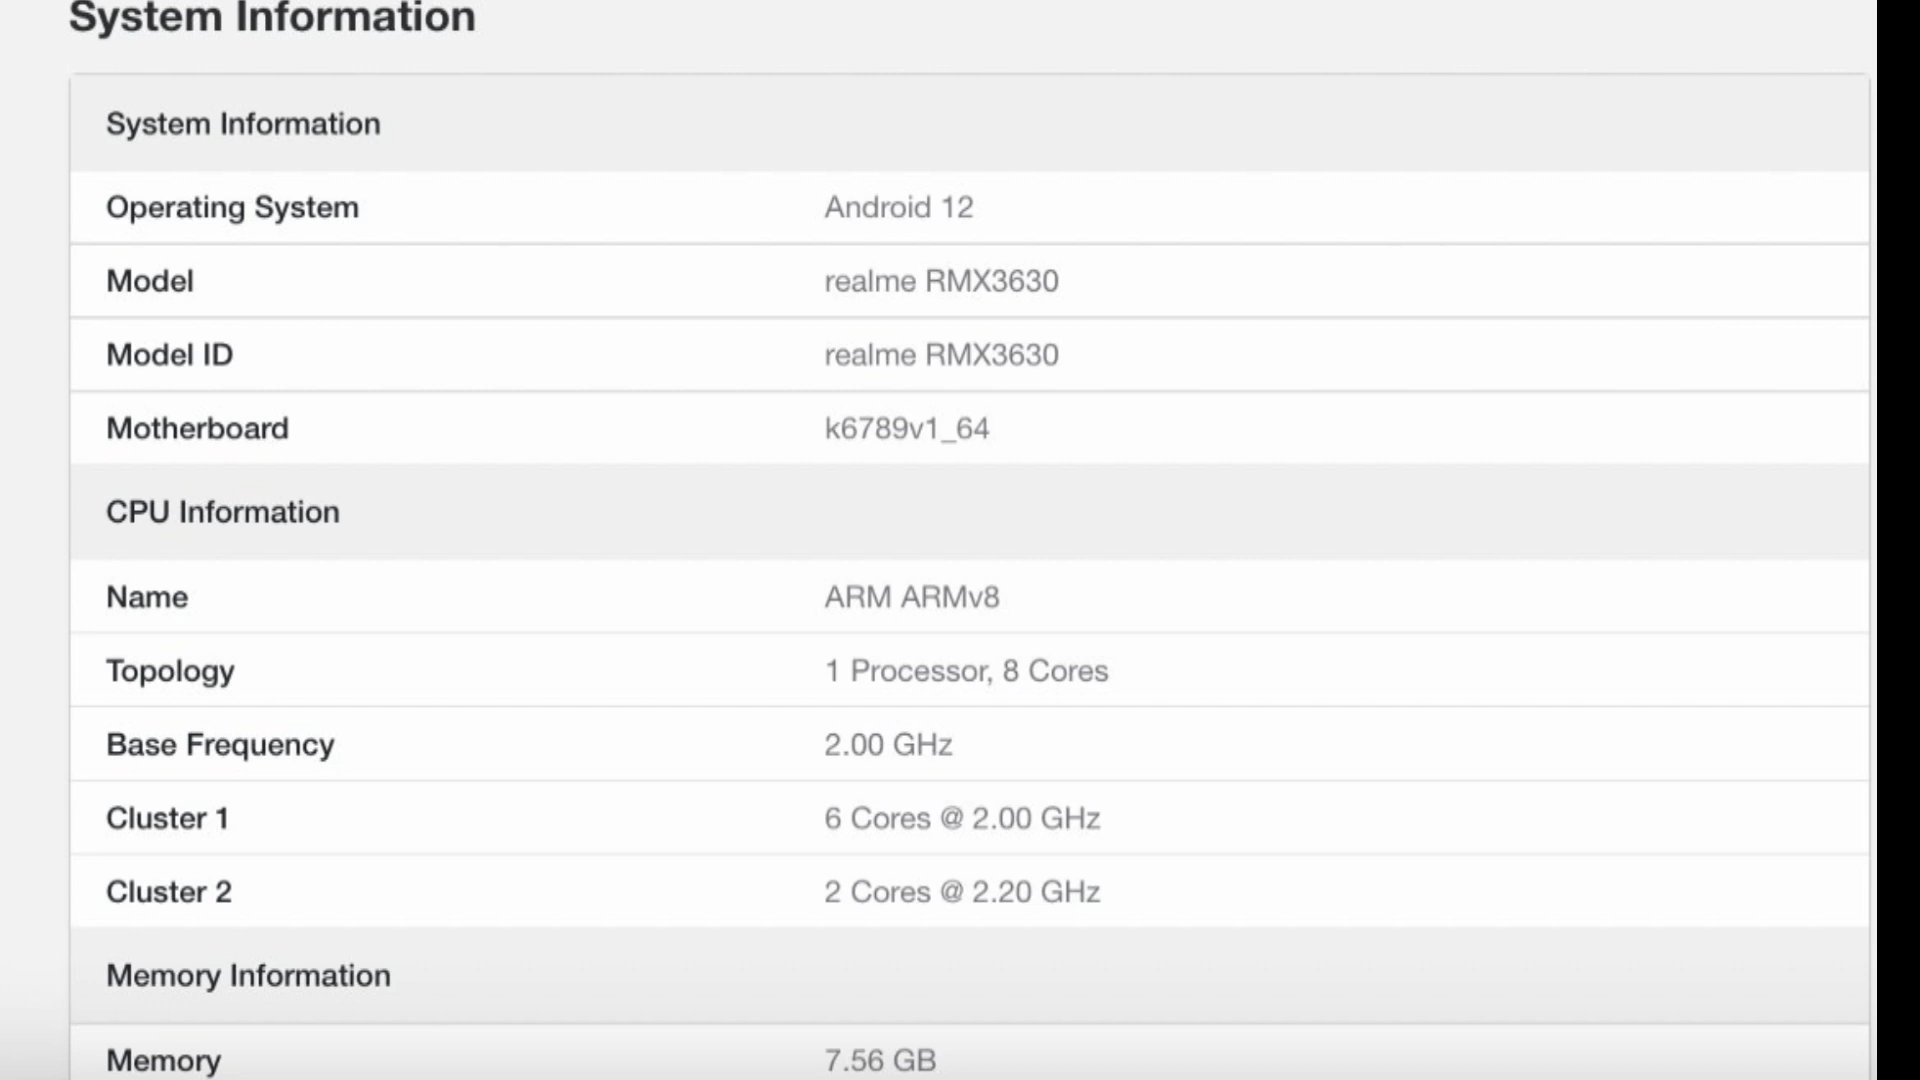 System Information
System Information
Operating System Android 12
Model realme RMX3630
Model ID realme RMX3630
Motherboard k6789v1_64
CPU Information
Name ARM ARMv8
Topology 1 Processor, 8 Cores
Base Frequency 2.00 GHz
Cluster 1 6 Cores @ 2.00 GHz
Cluster 2 2 Cores @ 2.20 GHz
Memory Information
Memory 7.56 GB